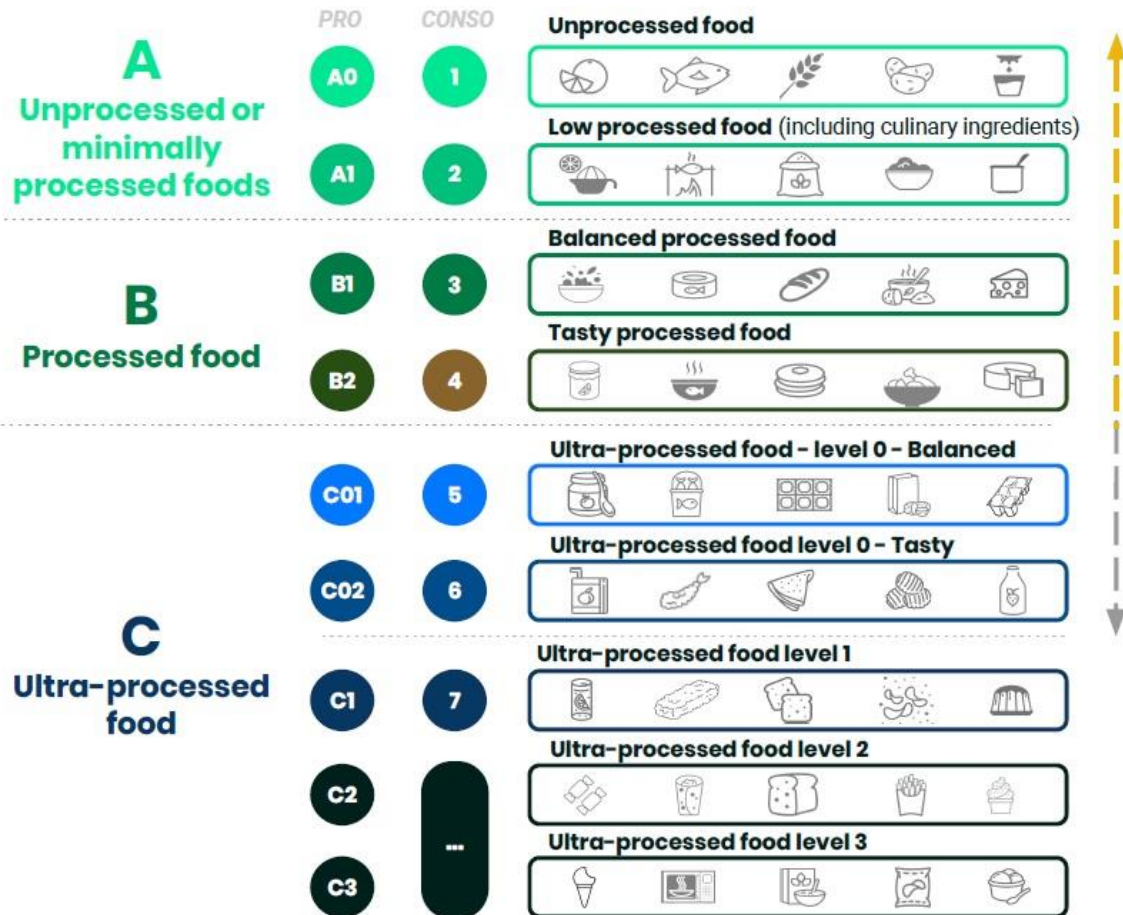 PRO CONSO
Unprocessed food
A
Unprocessed or
minimally
processed foods
A0 1
Low processed food (including culinary ingredients)
A1 2
Balanced processed food
B
Processed food
B1 3
Tasty processed food
B2 4
Ultra-processed food - level 0 - Balanced
C01 5
Ultra-processed food level 0 - Tasty
C02 6
C
Ultra-processed
food
Ultra-processed food level 1
C1 7
Ultra-processed food level 2
C2
...
Ultra-processed food level 3
C3